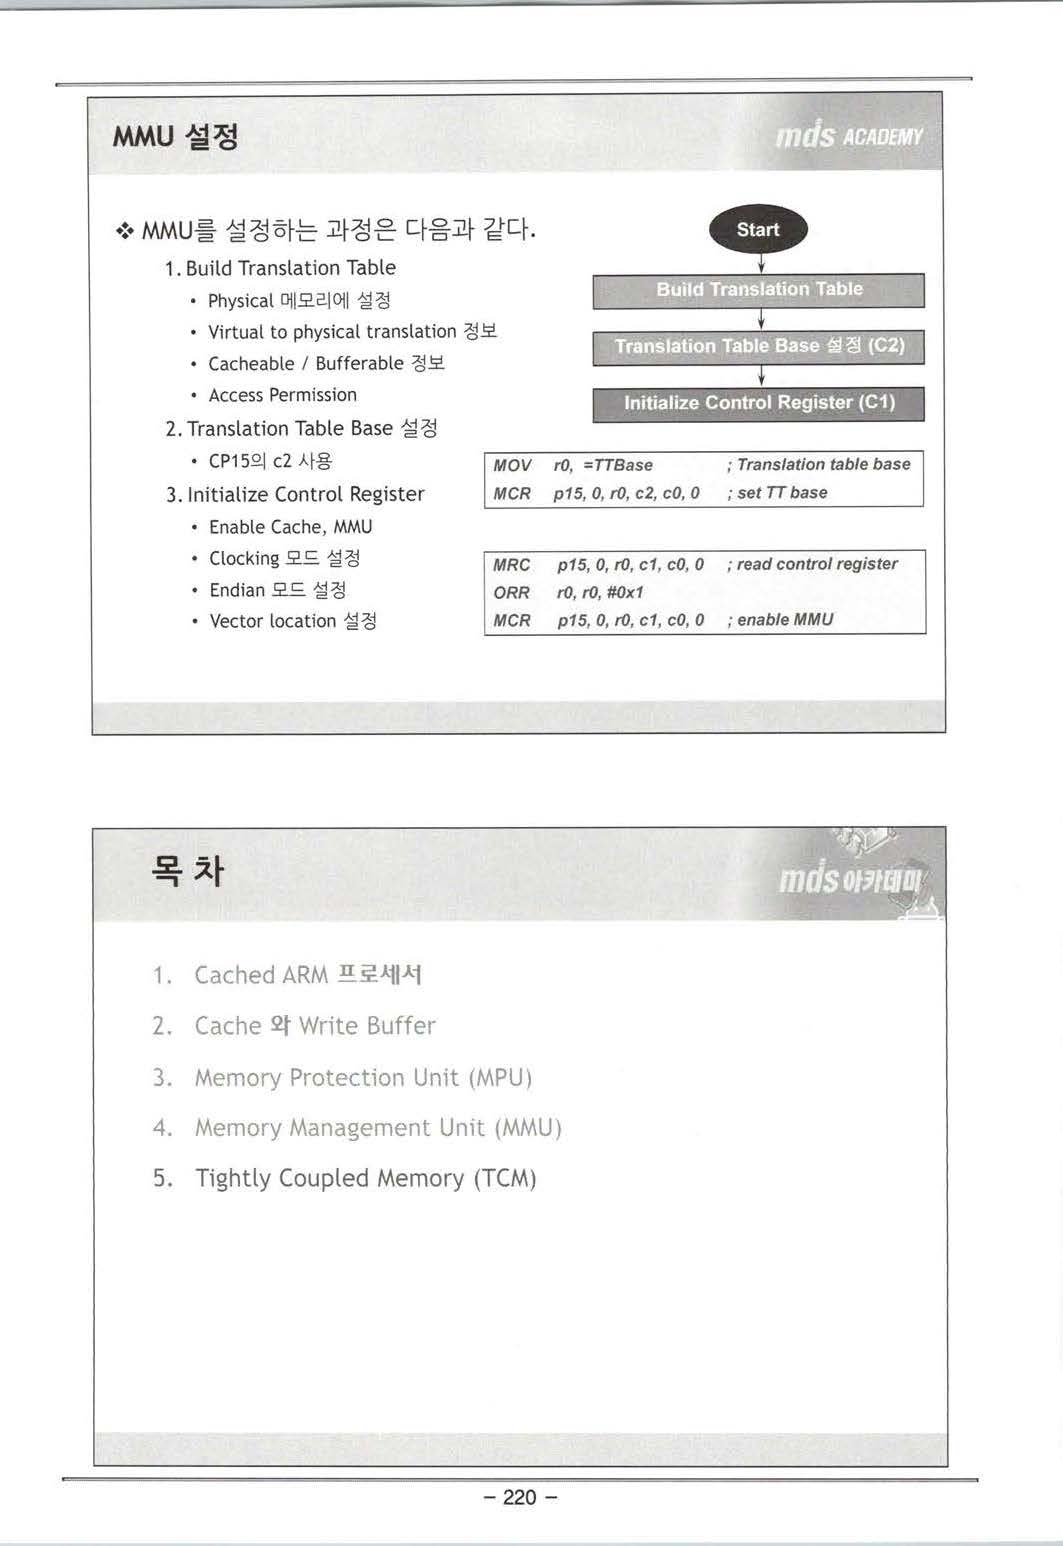 MMU 설정
mds ACADEMY
❖ MMU를 설정하는 과정은 다음과 같다.
1. Build Translation Table
• Physical 메모리에 설정
• Virtual to physical translation 정보
• Cacheable / Bufferable 정보
• Access Permission
2. Translation Table Base 설정
• CP15의 c2 사용
3. Initialize Control Register
• Enable Cache, MMU
• Clocking 모드 설정
• Endian 모드 설정
• Vector location 설정
Start
Build Translation Table
Translation Table Base 설정 (C2)
Initialize Control Register (C1)
MOV r0, =TTBase ; Translation table base
MCR p15, 0, r0, c2, c0, 0 ; set TT base
MRC p15, 0, r0, c1, c0, 0 ; read control register
ORR r0, r0, #0x1
MCR p15, 0, r0, c1, c0, 0 ; enable MMU
목 차
mds 아카데미
1. Cached ARM 프로세서
2. Cache 와 Write Buffer
3. Memory Protection Unit (MPU)
4. Memory Management Unit (MMU)
5. Tightly Coupled Memory (TCM)
- 220 -